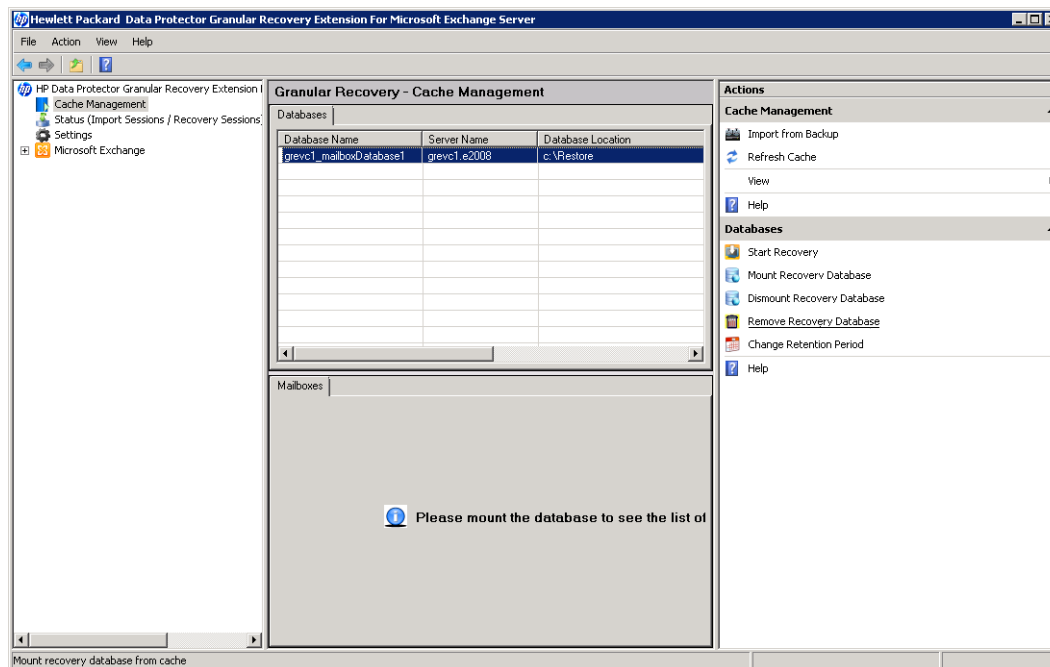 Hewlett Packard  Data Protector Granular Recovery Extension For Microsoft Exchange Server
File Action View Help
HP Data Protector Granular Recovery Extension
Cache Management
Status (Import Sessions / Recovery Sessions
Settings
Microsoft Exchange
Granular Recovery - Cache Management
Databases
Database Name Server Name Database Location
grevc1_mailboxDatabase1 grevc1.e2008 c:\Restore
Mailboxes
Please mount the database to see the list of
Actions
Cache Management
Import from Backup
Refresh Cache
View
Help
Databases
Start Recovery
Mount Recovery Database
Dismount Recovery Database
Remove Recovery Database
Change Retention Period
Help
Mount recovery database from cache